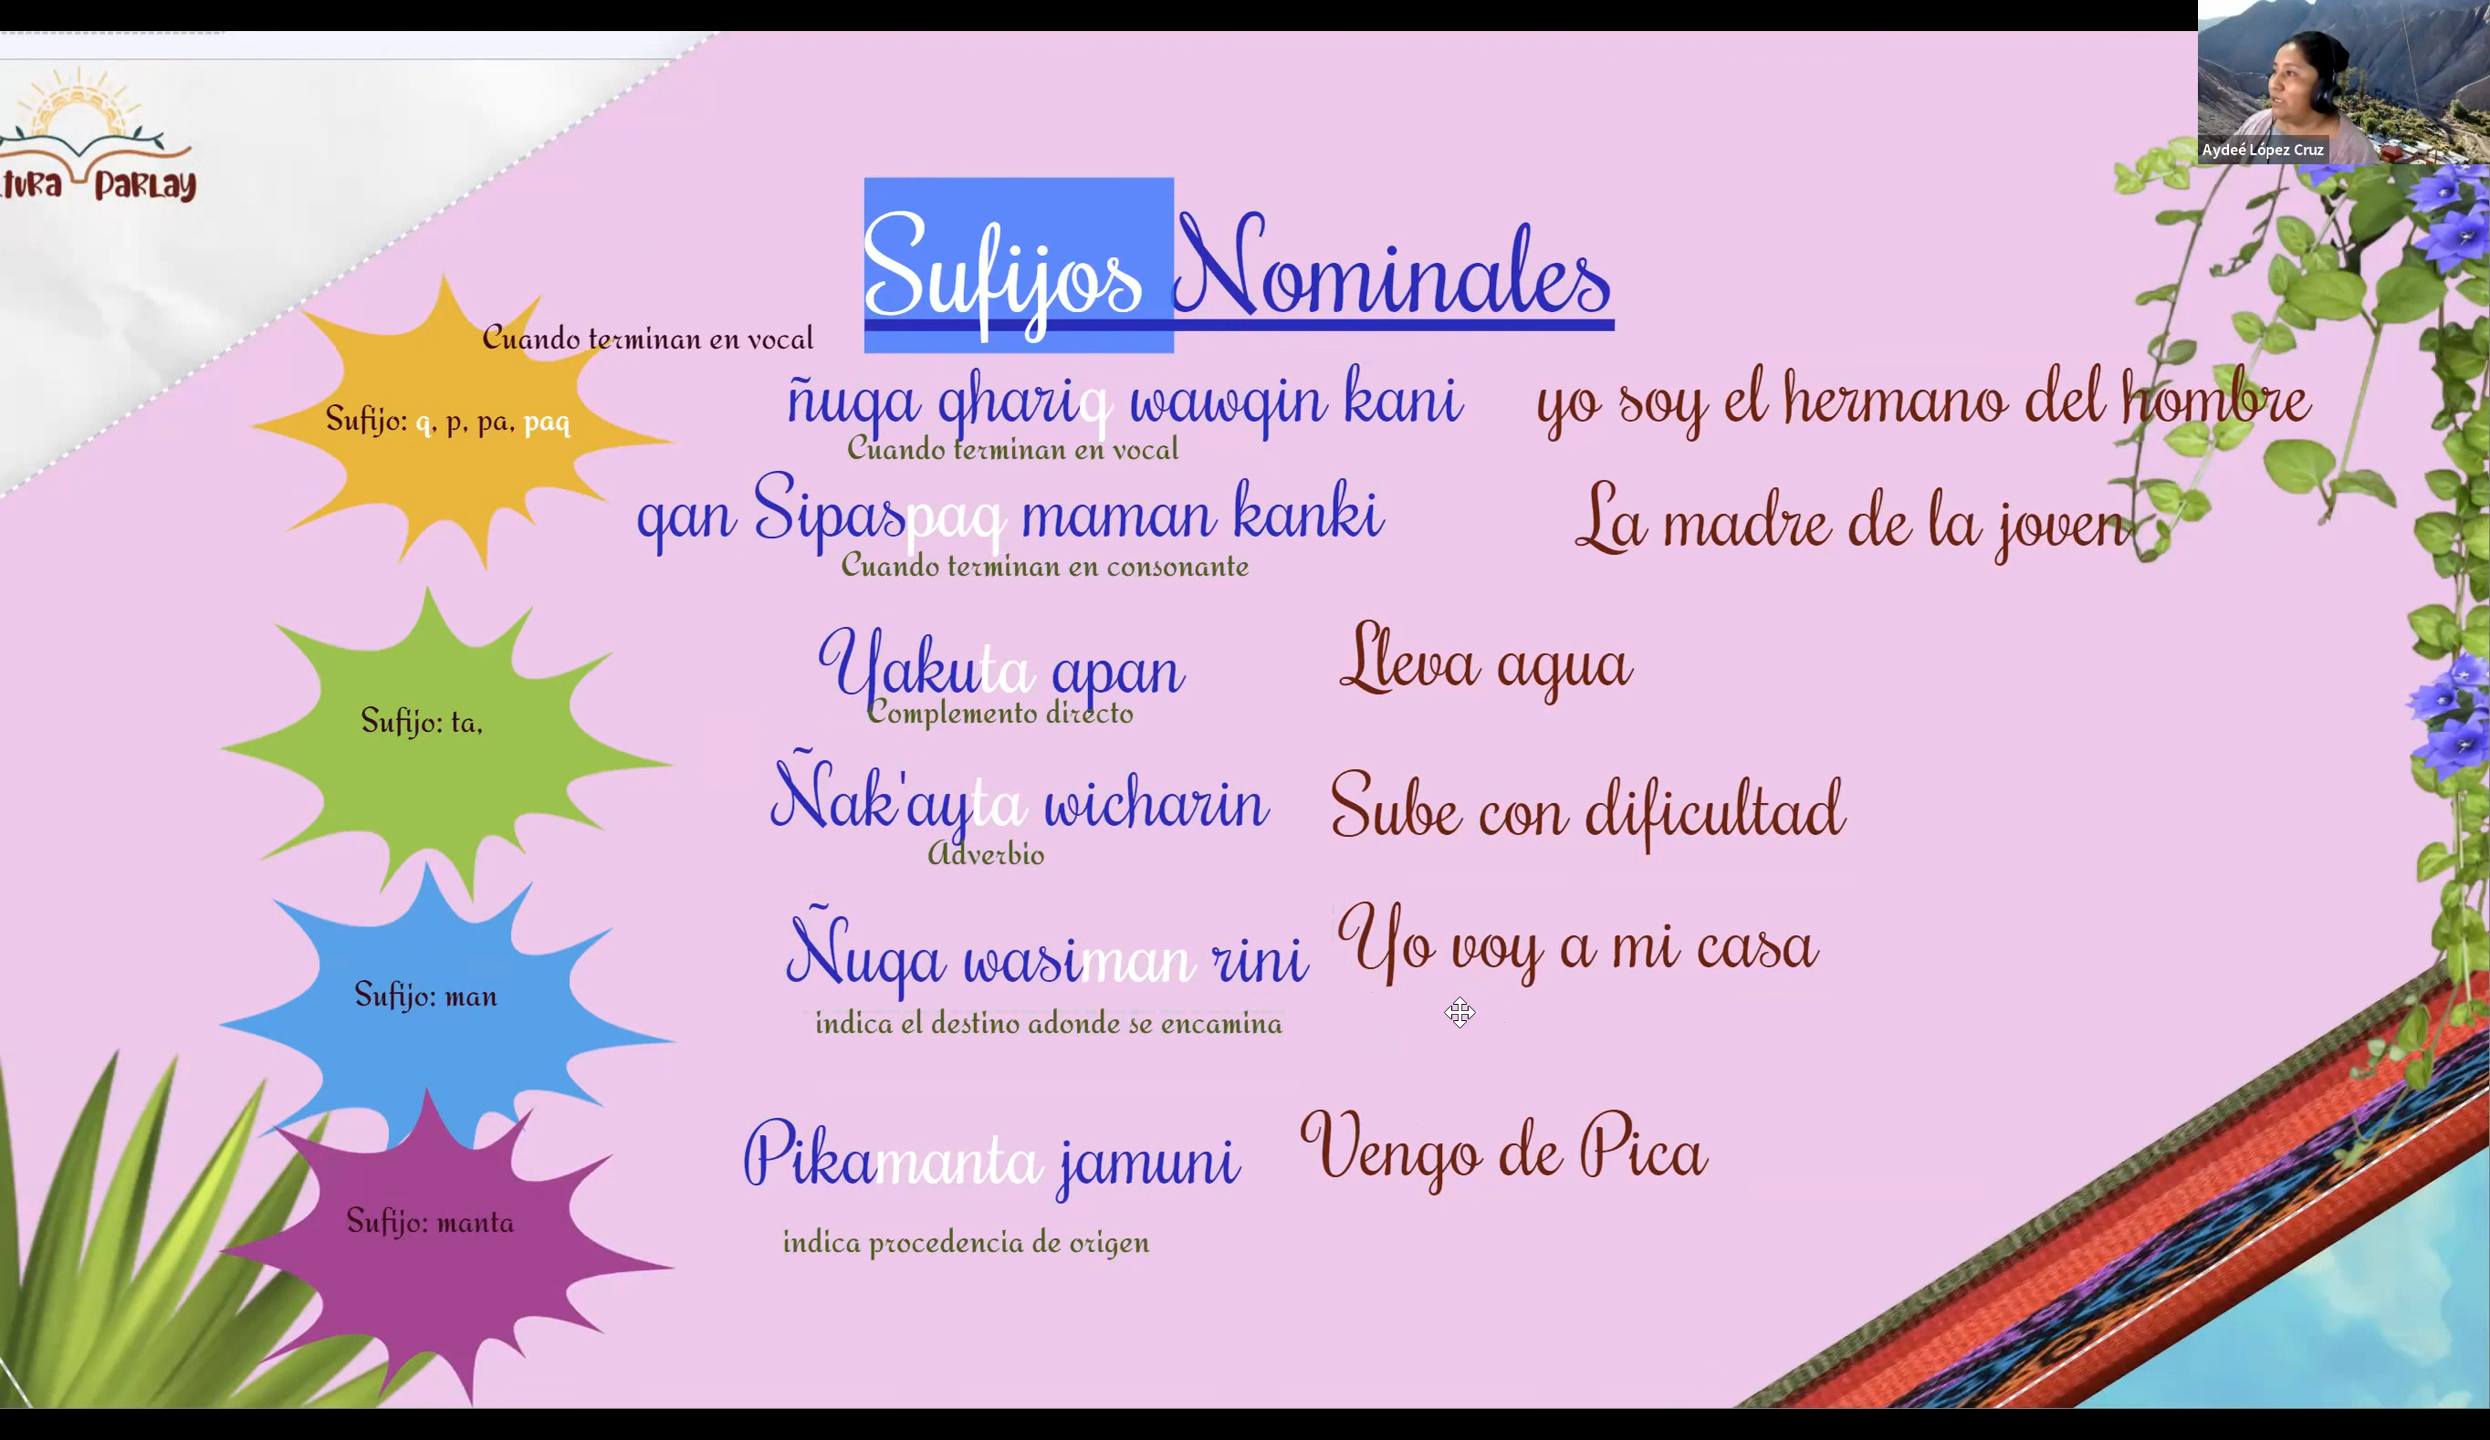 Aydeé López Cruz
tura Parlay
Sufijos Nominales
Cuando terminan en vocal
Sufijo: q, p, pa, paq
ñuqa qhariq wawqin kani
yo soy el hermano del hombre
Cuando terminan en vocal
qan Sipaspaq maman kanki
La madre de la joven
Cuando terminan en consonante
Sufijo: ta,
Yakuta apan
Lleva agua
Complemento directo
Ñak'ayta wicharin
Sube con dificultad
Adverbio
Sufijo: man
Ñuqa wasiman rini
Yo voy a mi casa
indica el destino adonde se encamina
Sufijo: manta
Pikamanta jamuni
Vengo de Pica
indica procedencia de origen